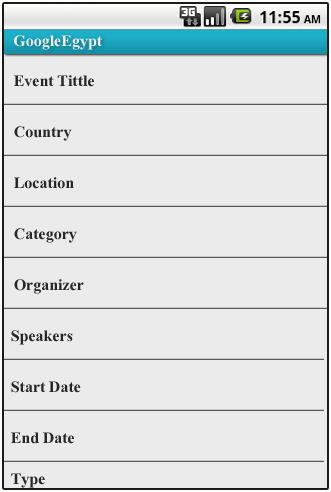 3G 11:55 AM
GoogleEgypt
Event Tittle
Country
Location
Category
Organizer
Speakers
Start Date
End Date
Type